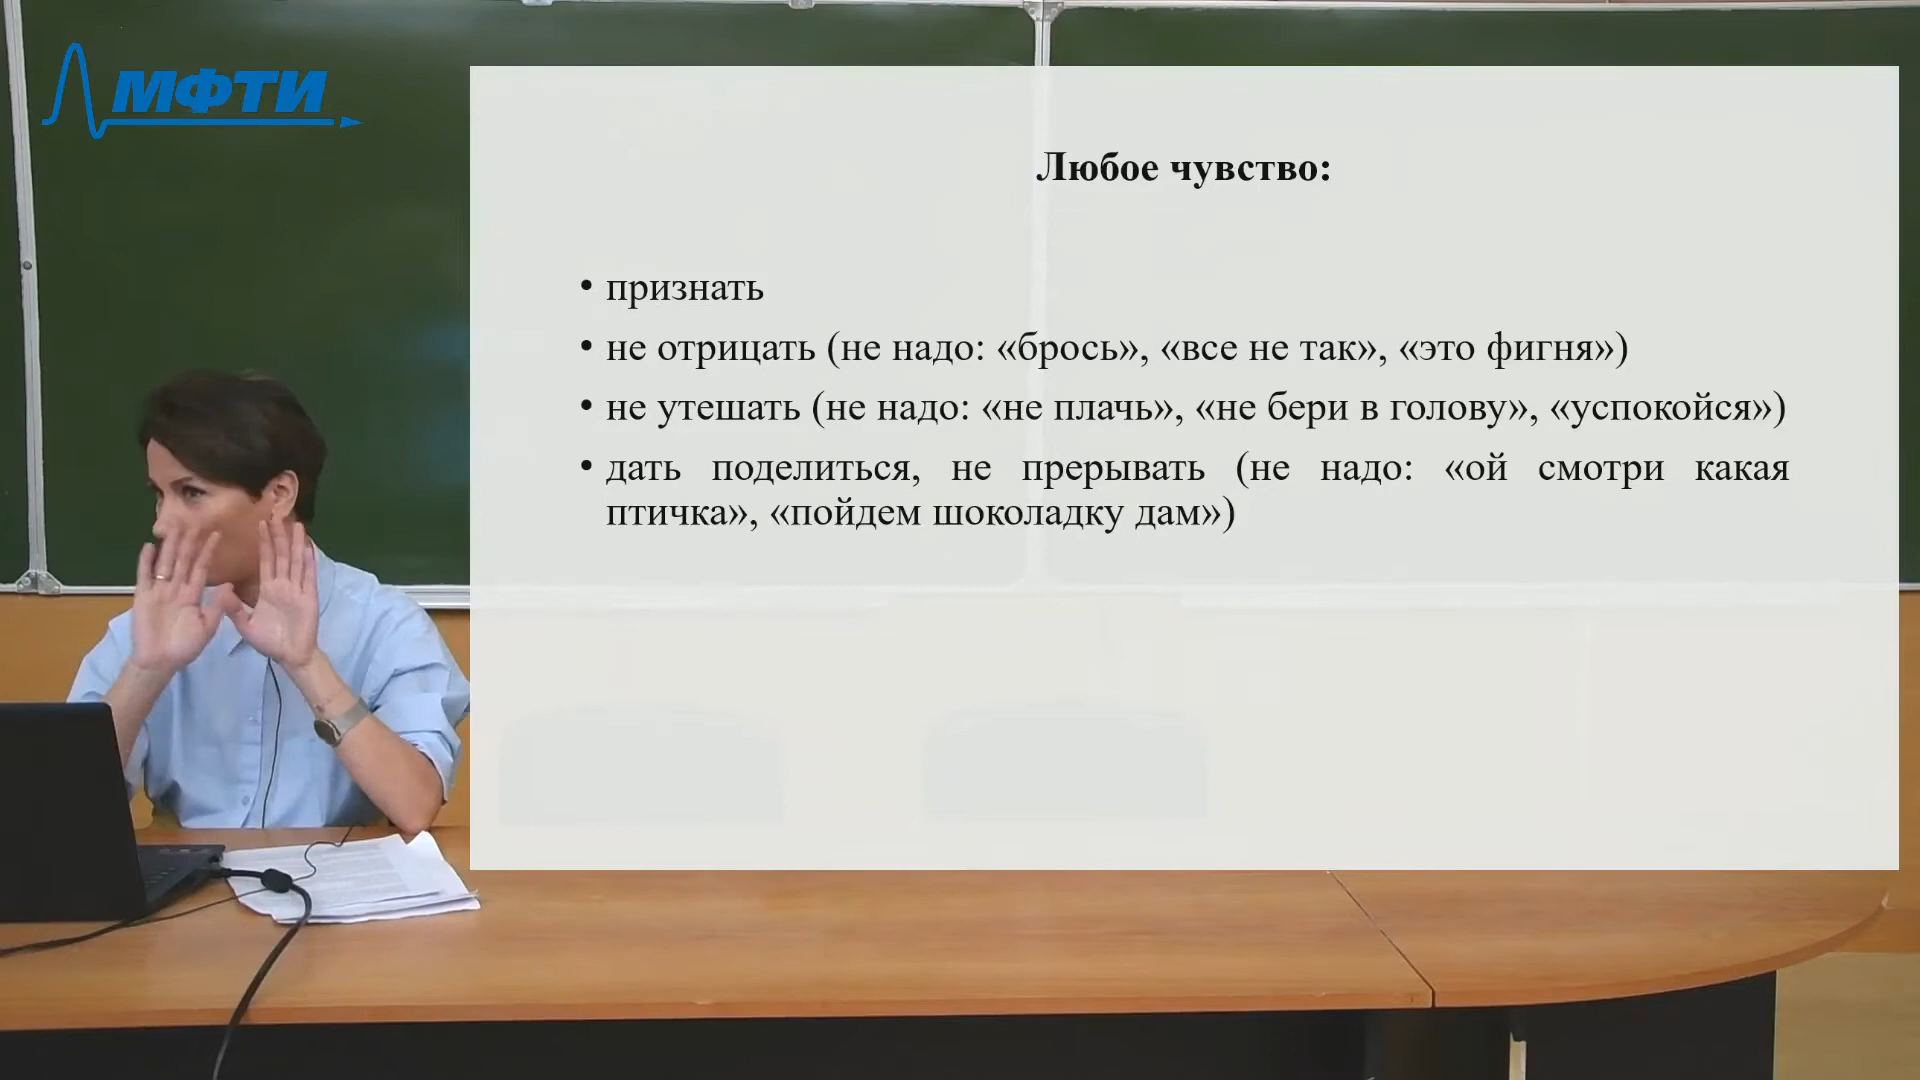 МФТИ
Любое чувство:
• признать
• не отрицать (не надо: «брось», «все не так», «это фигня»)
• не утешать (не надо: «не плачь», «не бери в голову», «успокойся»)
• дать поделиться, не прерывать (не надо: «ой смотри какая
птичка», «пойдем шоколадку дам»)